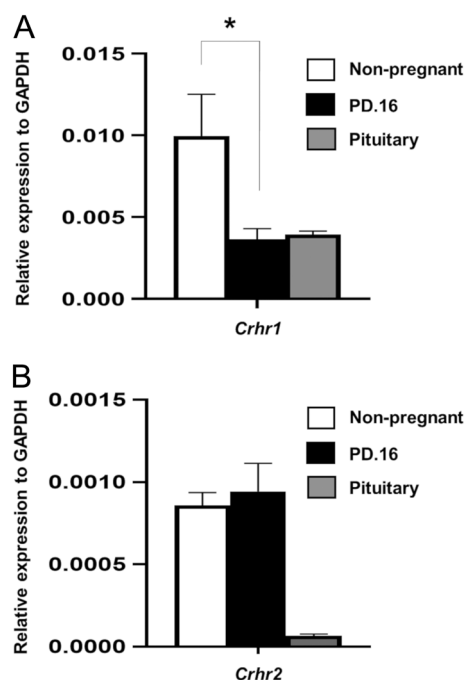 A
*
0.015
0.010
0.005
0.000
Relative expression to GAPDH
Non-pregnant
PD.16
Pituitary
Crhr1
B
0.0015
0.0010
0.0005
0.0000
Relative expression to GAPDH
Non-pregnant
PD.16
Pituitary
Crhr2